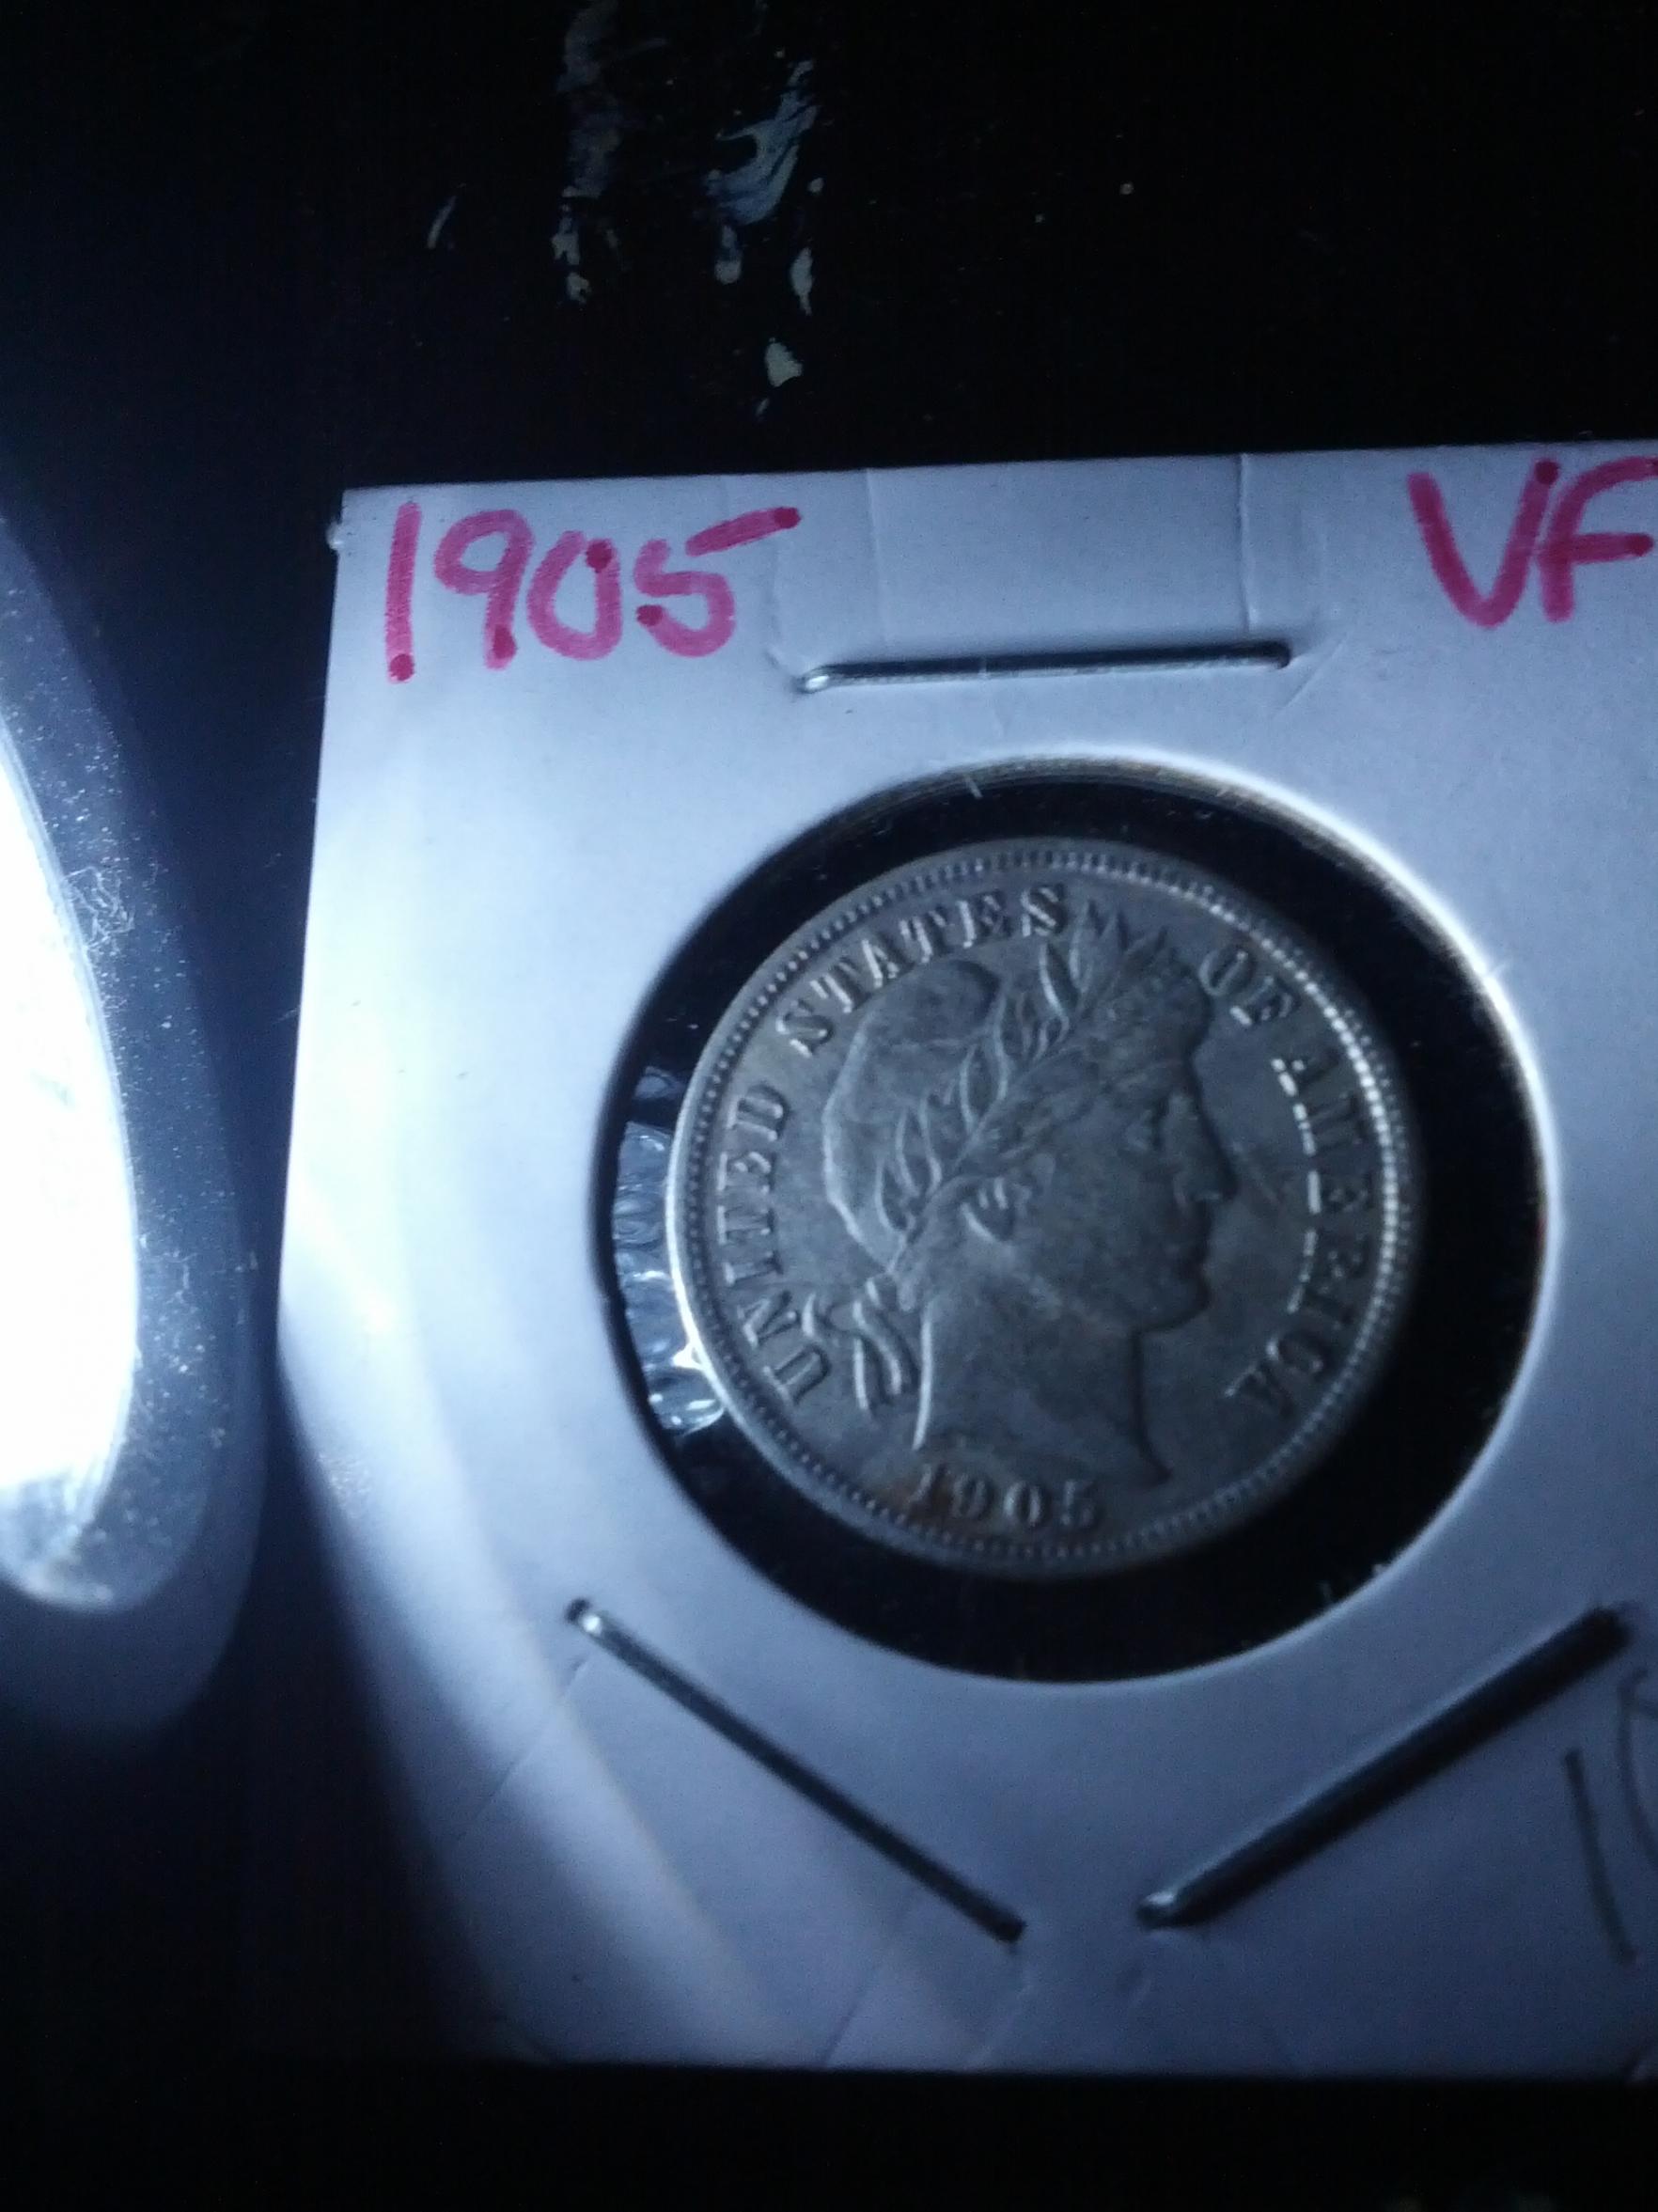 1905 VF
UNITED STATES OF AMERICA
1905